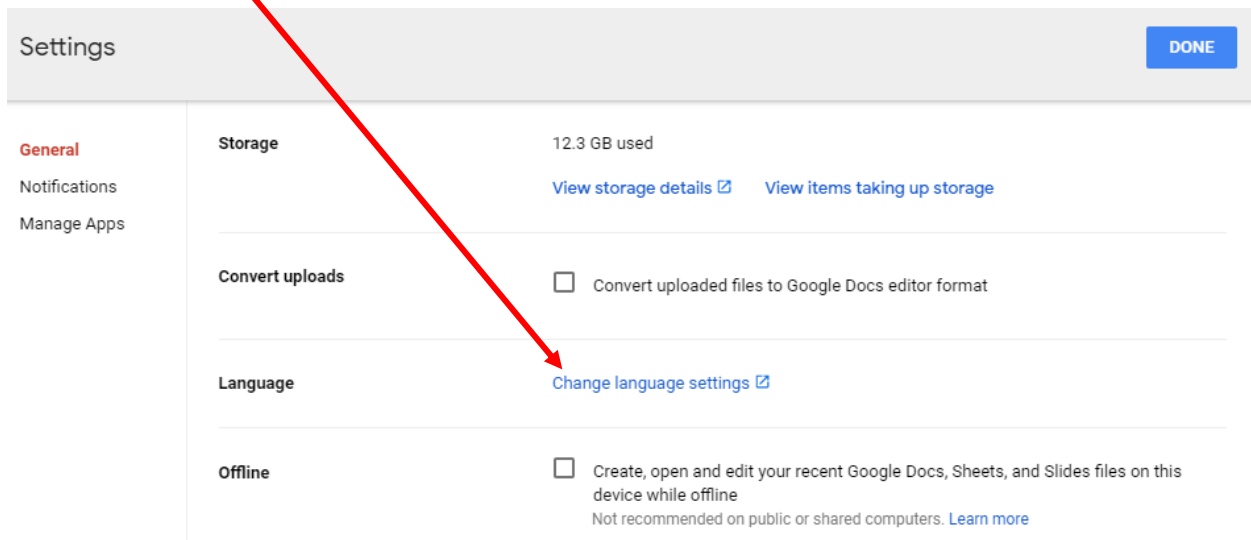 Settings
DONE
General
Notifications
Manage Apps
Storage
12.3 GB used
View storage details
View items taking up storage
Convert uploads
Convert uploaded files to Google Docs editor format
Language
Change language settings
Offline
Create, open and edit your recent Google Docs, Sheets, and Slides files on this
device while offline
Not recommended on public or shared computers. Learn more